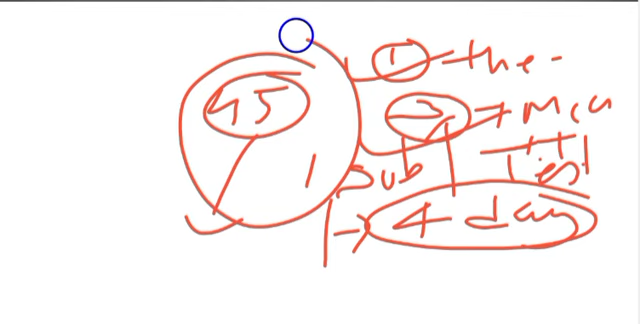 45
① → the -
② → MCQ
1 Sub Test
→ 4 day